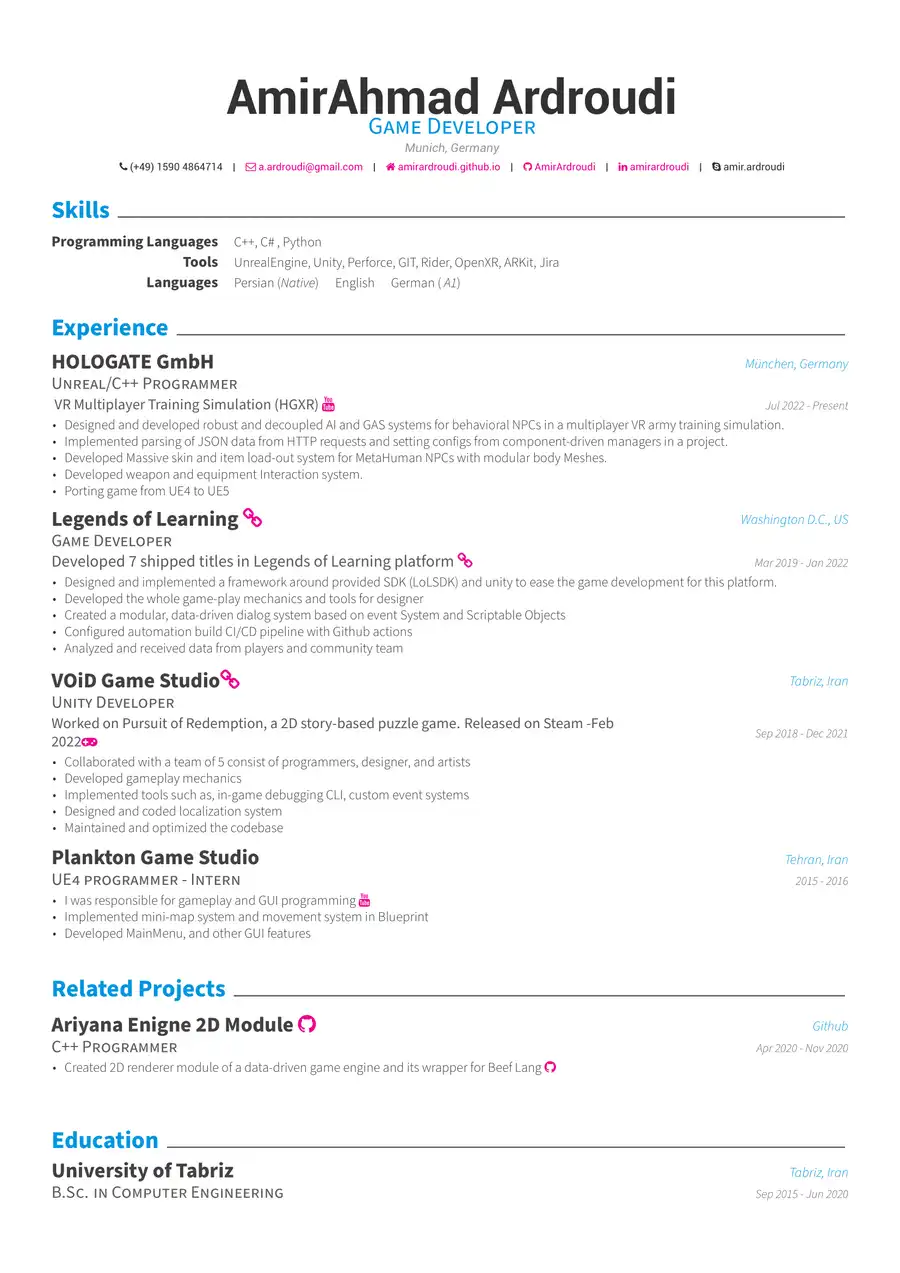 AmirAhmad Ardroudi
Game Developer
Munich, Germany
(+49) 1590 4864714 | a.ardroudi@gmail.com | amirardroudi.github.io | AmirArdroudi | amirardroudi | amir.ardroudi
Skills
Programming Languages C++, C# , Python
Tools UnrealEngine, Unity, Perforce, GIT, Rider, OpenXR, ARKit, Jira
Languages Persian (Native) English German ( A1)
Experience
HOLOGATE GmbH München, Germany
Unreal/C++ Programmer
VR Multiplayer Training Simulation (HGXR) You Tube Jul 2022 - Present
• Designed and developed robust and decoupled AI and GAS systems for behavioral NPCs in a multiplayer VR army training simulation.
• Implemented parsing of JSON data from HTTP requests and setting configs from component-driven managers in a project.
• Developed Massive skin and item load-out system for MetaHuman NPCs with modular body Meshes.
• Developed weapon and equipment Interaction system.
• Porting game from UE4 to UE5
Legends of Learning Washington D.C., US
Game Developer
Developed 7 shipped titles in Legends of Learning platform Mar 2019 - Jan 2022
• Designed and implemented a framework around provided SDK (LoLSDK) and unity to ease the game development for this platform.
• Developed the whole game-play mechanics and tools for designer
• Created a modular, data-driven dialog system based on event System and Scriptable Objects
• Configured automation build CI/CD pipeline with Github actions
• Analyzed and received data from players and community team
VOiD Game Studio Tabriz, Iran
Unity Developer
Worked on Pursuit of Redemption, a 2D story-based puzzle game. Released on Steam -Feb
2022 Sep 2018 - Dec 2021
• Collaborated with a team of 5 consist of programmers, designer, and artists
• Developed gameplay mechanics
• Implemented tools such as, in-game debugging CLI, custom event systems
• Designed and coded localization system
• Maintained and optimized the codebase
Plankton Game Studio Tehran, Iran
UE4 programmer - Intern 2015 - 2016
• I was responsible for gameplay and GUI programming You Tube
• Implemented mini-map system and movement system in Blueprint
• Developed MainMenu, and other GUI features
Related Projects
Ariyana Enigne 2D Module Github
C++ Programmer Apr 2020 - Nov 2020
• Created 2D renderer module of a data-driven game engine and its wrapper for Beef Lang
Education
University of Tabriz Tabriz, Iran
B.Sc. in Computer Engineering Sep 2015 - Jun 2020